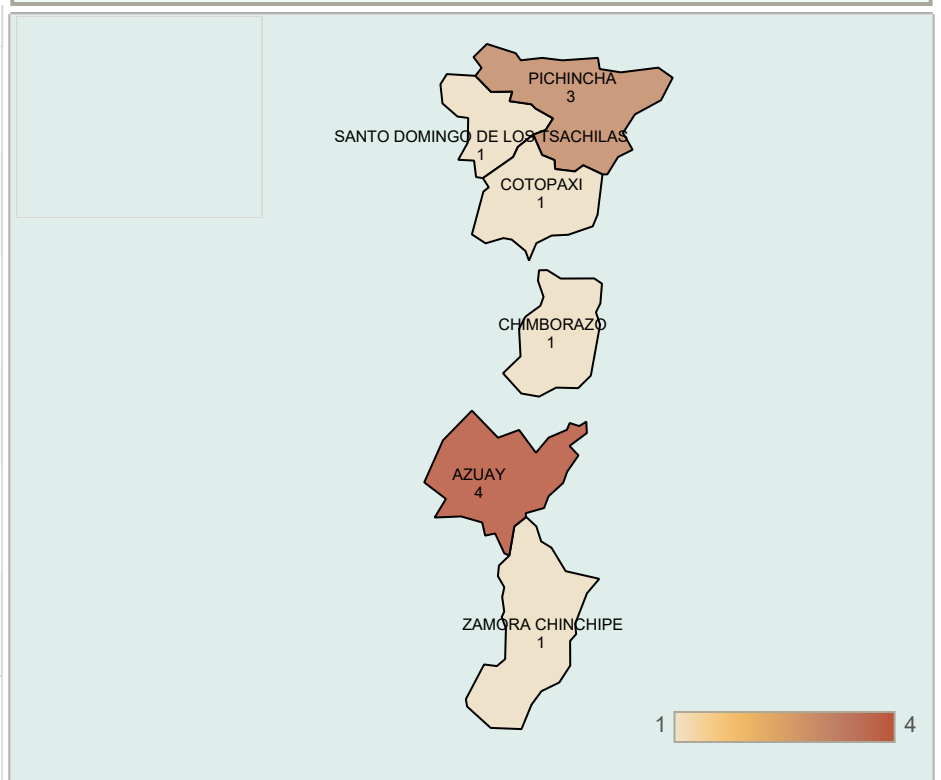 PICHINCHA
3
SANTO DOMINGO DE LOS TSACHILAS
1
COTOPAXI
1
CHIMBORAZO
1
AZUAY
4
ZAMORA CHINCHIPE
1
1 4